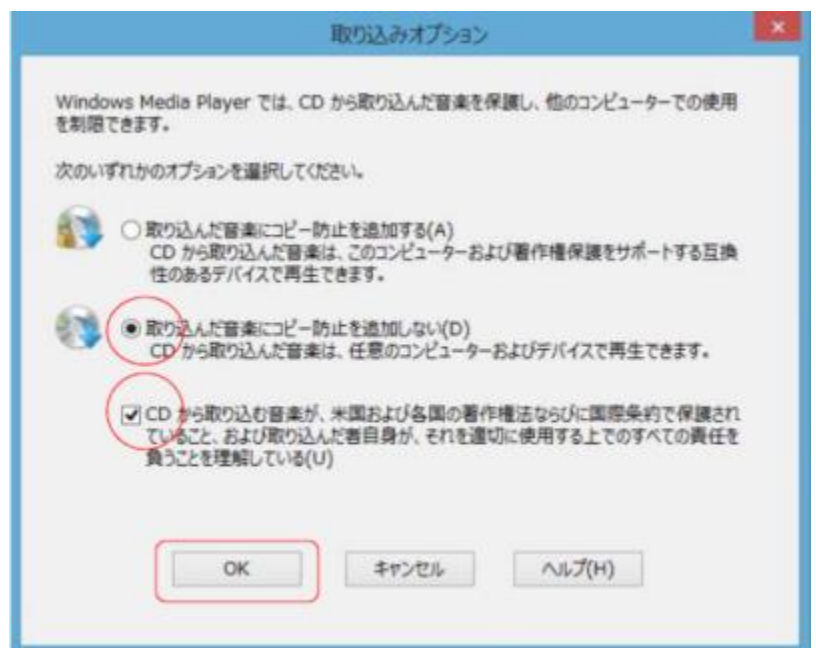 取り込みオプション
Windows Media Player では、CD から取り込んだ音楽を保護し、他のコンピューターでの使用
を制限できます。
次のいずれかのオプションを選択してください。
取り込んだ音楽にコピー防止を追加する(A)
CD から取り込んだ音楽は、このコンピューターおよび著作権保護をサポートする互換
性のあるデバイスで再生できます。
取り込んだ音楽にコピー防止を追加しない(D)
CD から取り込んだ音楽は、任意のコンピューターおよびデバイスで再生できます。
CD から取り込む音楽が、米国および各国の著作権法ならびに国際条約で保護され
ていること、および取り込んだ者自身が、それを適切に使用する上でのすべての責任を
負うことを理解している(U)
OK
キャンセル
ヘルプ(H)